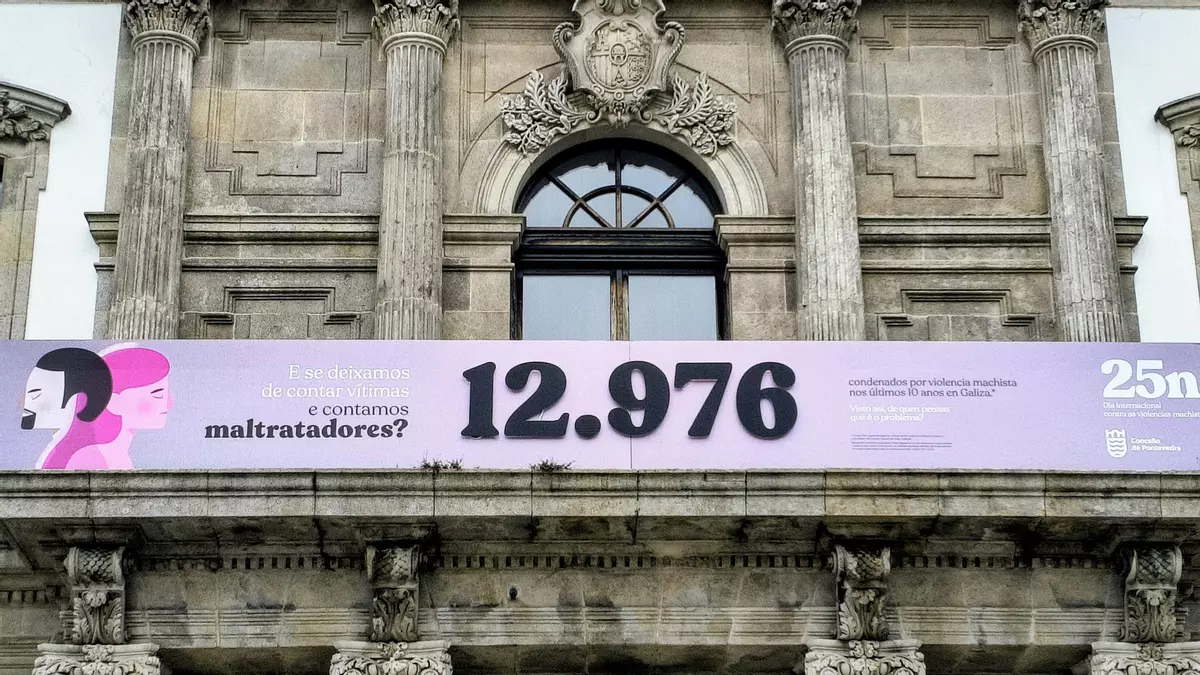 E se deixamos
de contar vítimas
e contamos
maltratadores?
12.976
condenados por violencia machista
nos últimos 10 anos en Galiza.*
Visto así, de quen pensas
que é o problema?
25n
Día internacional
contra as violencias machistas
Concello
de Pontevedra